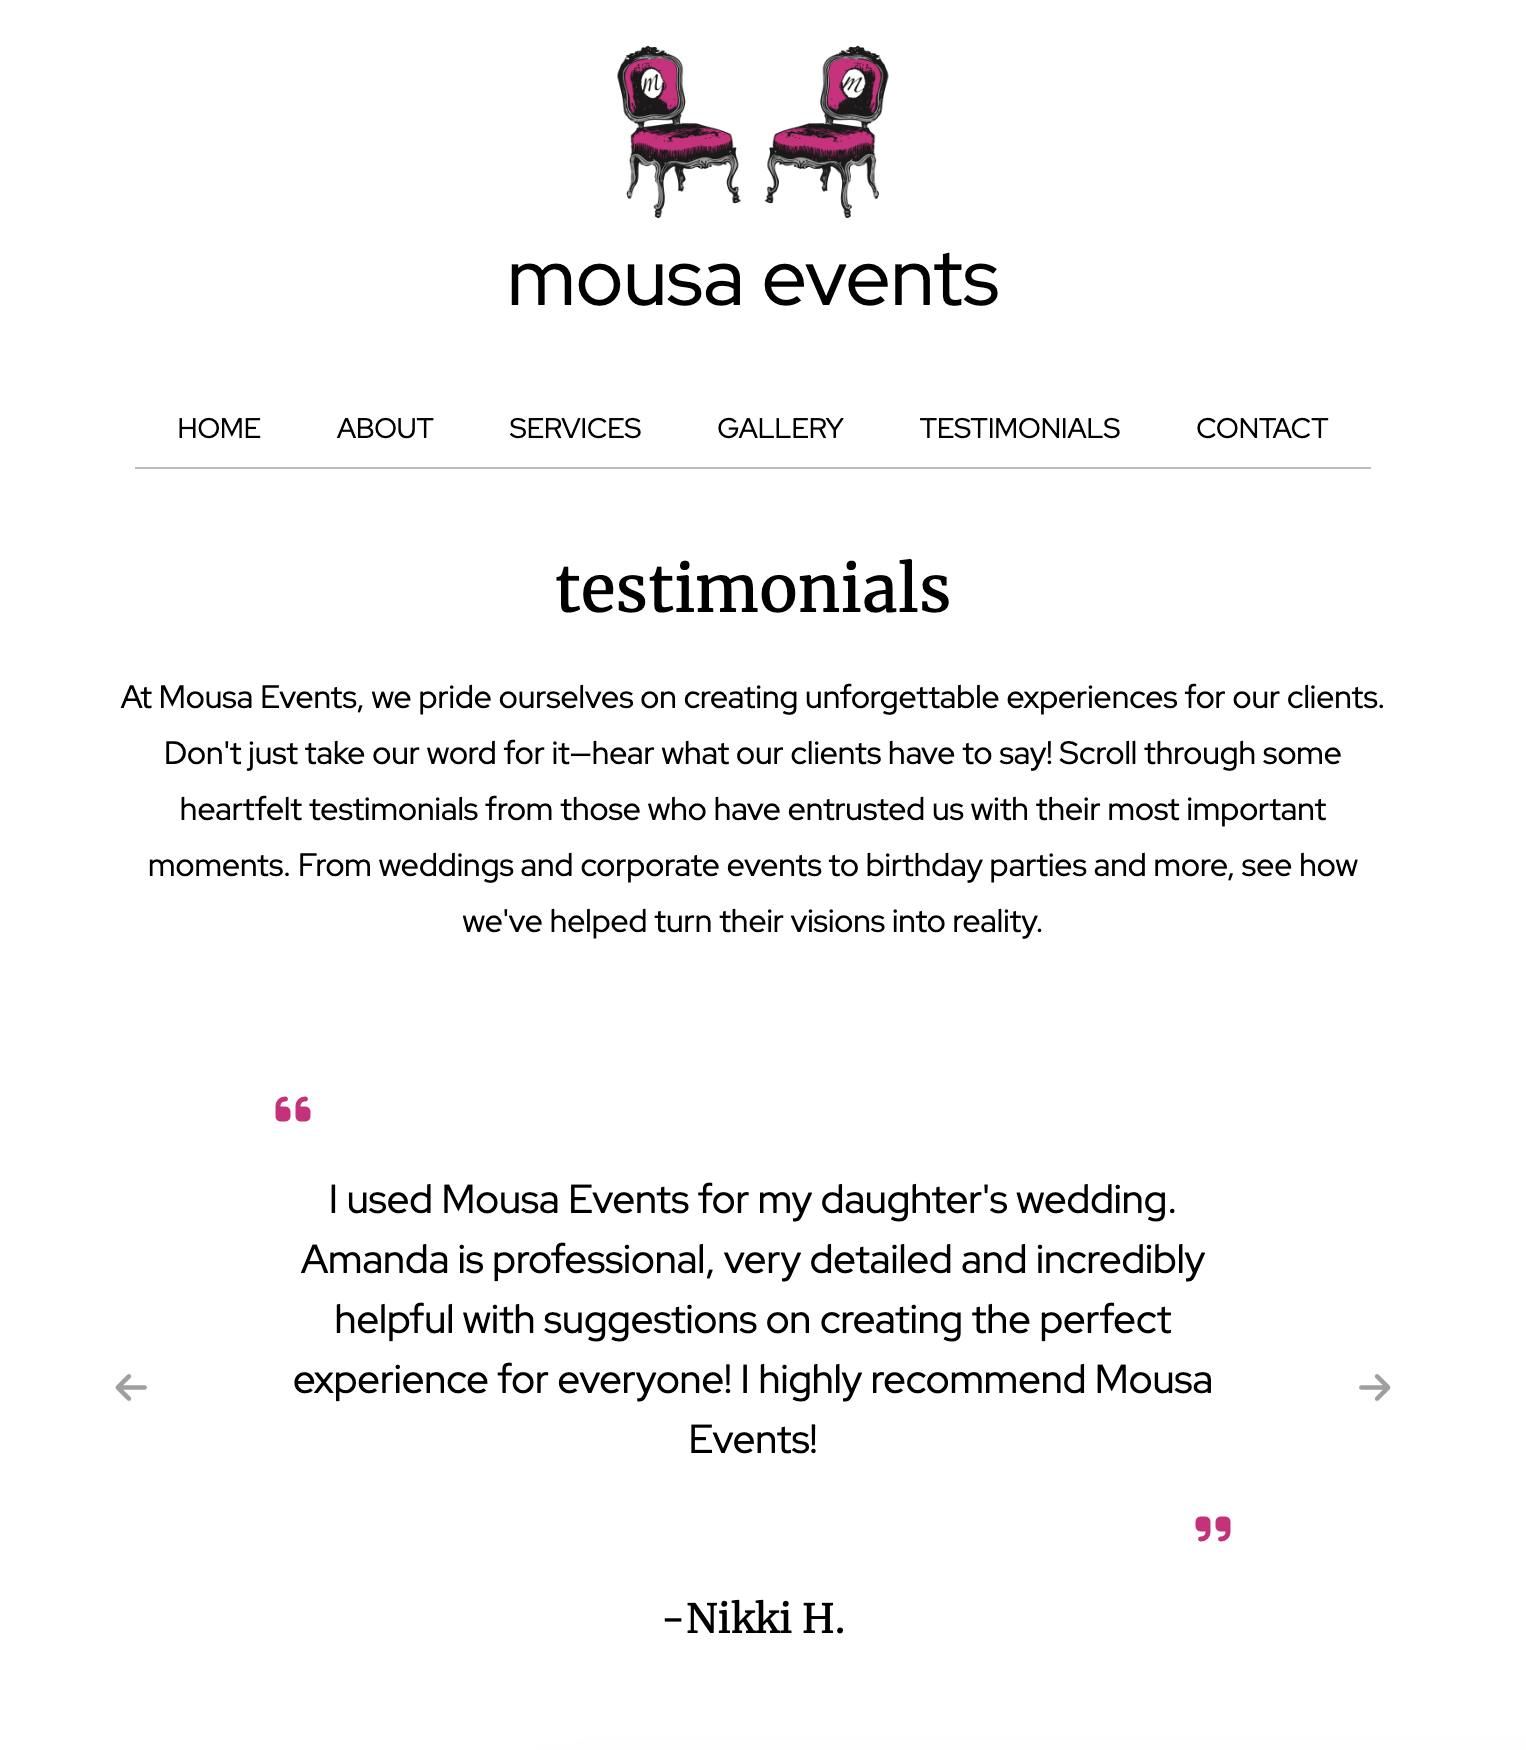 m m
mousa events
HOME ABOUT SERVICES GALLERY TESTIMONIALS CONTACT
testimonials
At Mousa Events, we pride ourselves on creating unforgettable experiences for our clients.
Don't just take our word for it—hear what our clients have to say! Scroll through some
heartfelt testimonials from those who have entrusted us with their most important
moments. From weddings and corporate events to birthday parties and more, see how
we've helped turn their visions into reality.
“
I used Mousa Events for my daughter's wedding.
Amanda is professional, very detailed and incredibly
helpful with suggestions on creating the perfect
experience for everyone! I highly recommend Mousa
Events!
”
-Nikki H.